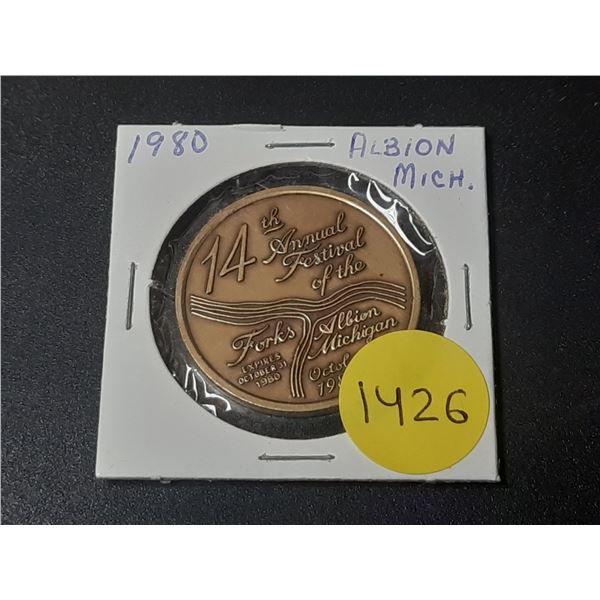 1980
ALBION
MICH.
14th
Annual
Festival
of the
Forks
Albion
Michigan
EXPIRES
OCTOBER 31
1980
1426